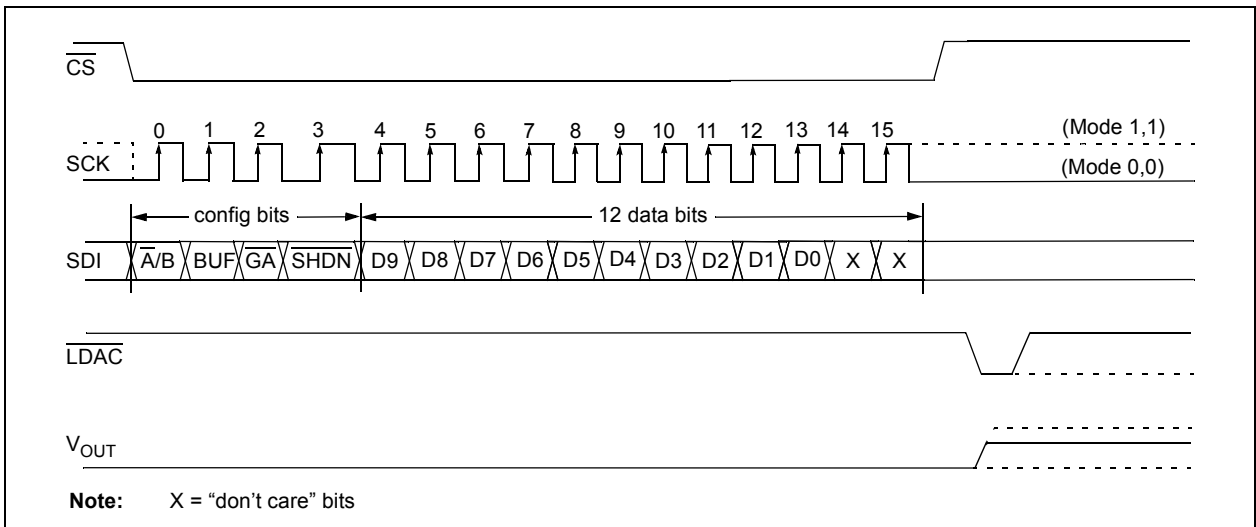 CS
0 1 2 3 4 5 6 7 8 9 10 11 12 13 14 15 (Mode 1,1)
SCK (Mode 0,0)
config bits 12 data bits
SDI A/B BUF GA SHDN D9 D8 D7 D6 D5 D4 D3 D2 D1 D0 X X
LDAC
VOUT
Note: X = “don’t care” bits